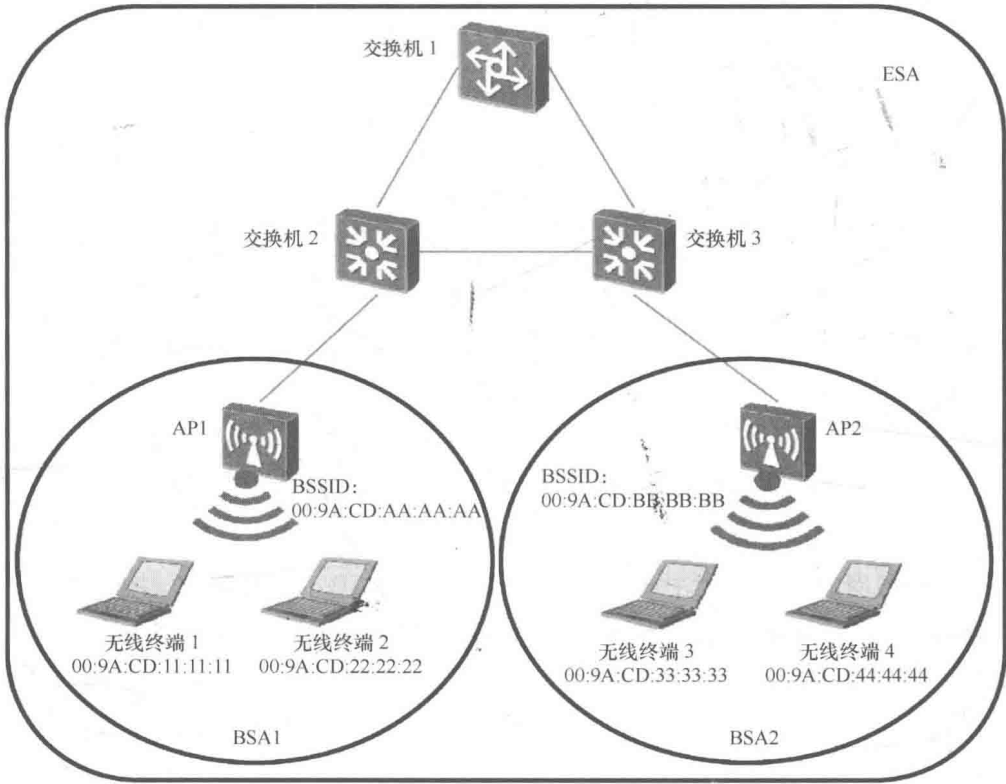 交换机 1
ESA
交换机 2
交换机 3
AP1
AP2
BSSID:
00:9A:CD:AA:AA:AA
BSSID:
00:9A:CD:BB:BB:BB
无线终端 1
00:9A:CD:11:11:11
无线终端 2
00:9A:CD:22:22:22
无线终端 3
00:9A:CD:33:33:33
无线终端 4
00:9A:CD:44:44:44
BSA1
BSA2